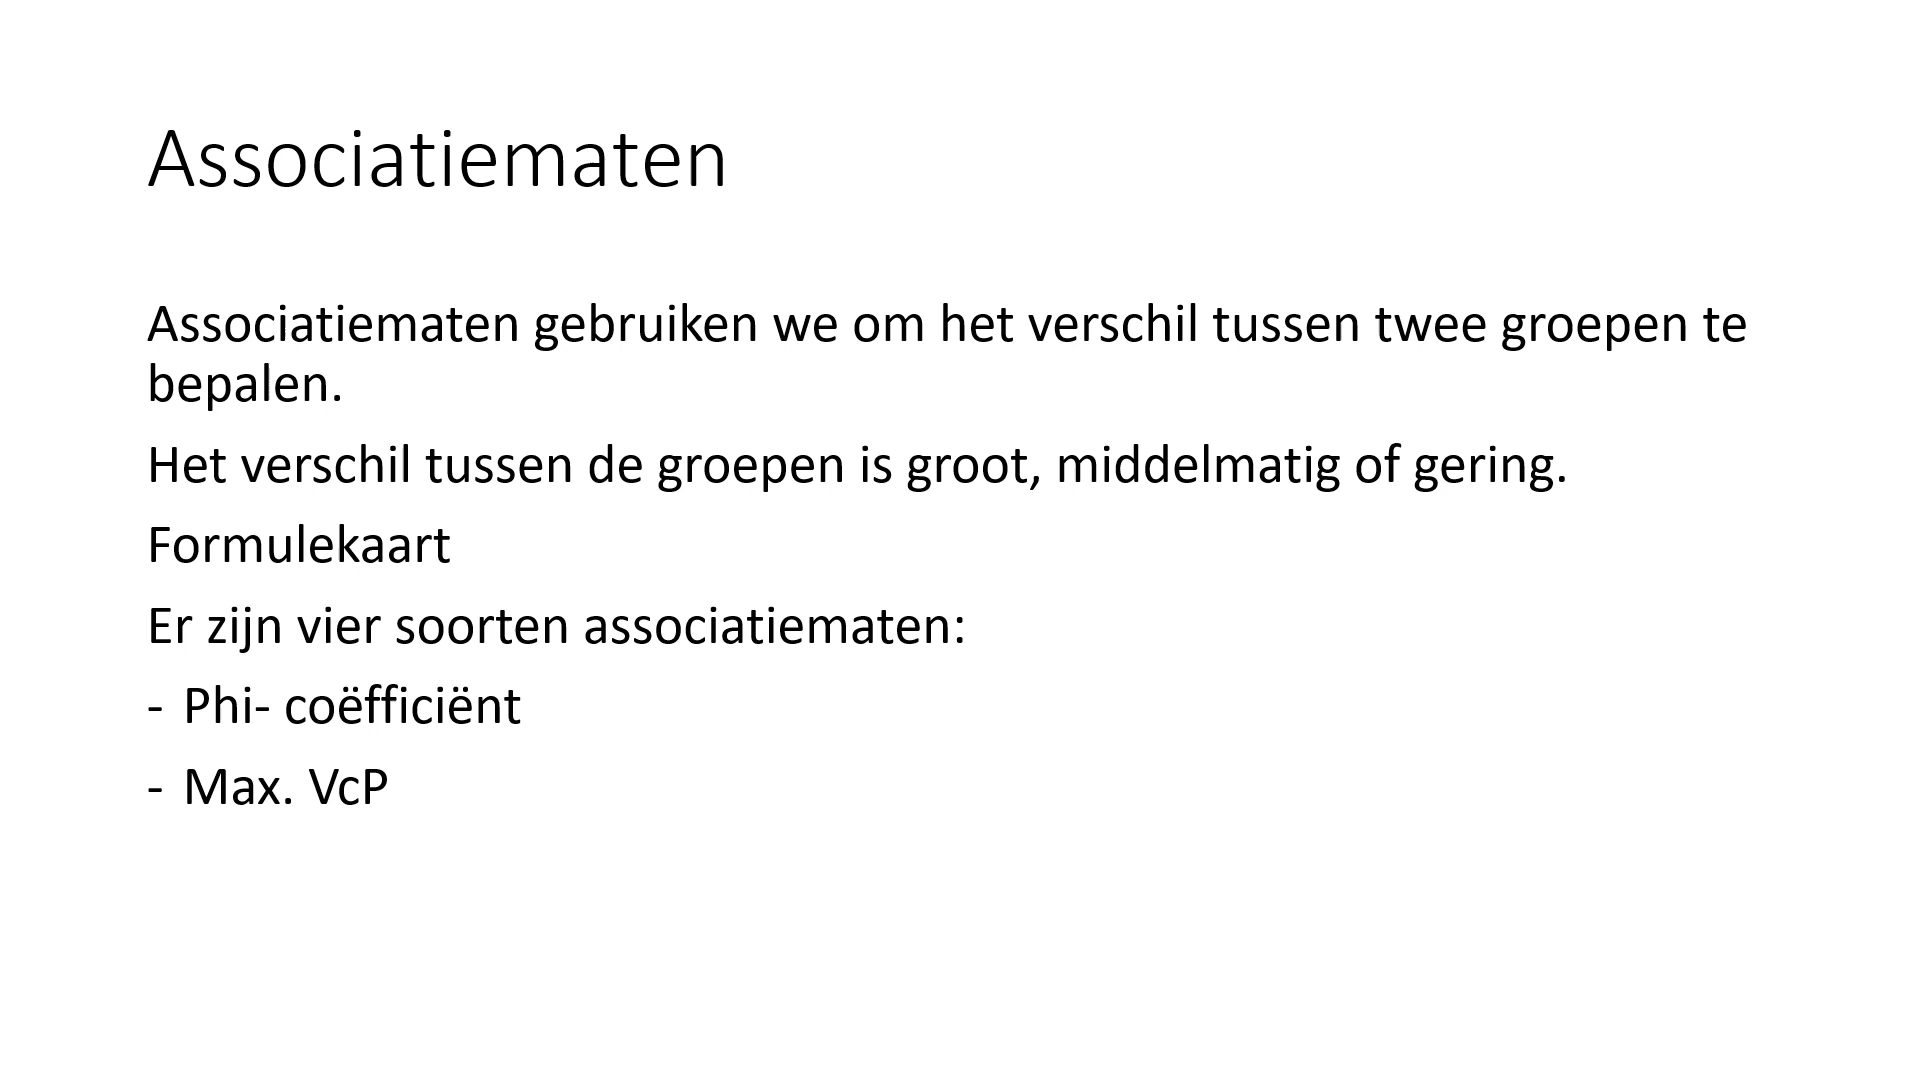 Associatiematen
Associatiematen gebruiken we om het verschil tussen twee groepen te
bepalen.
Het verschil tussen de groepen is groot, middelmatig of gering.
Formulekaart
Er zijn vier soorten associatiematen:
- Phi- coëfficiënt
- Max. VcP